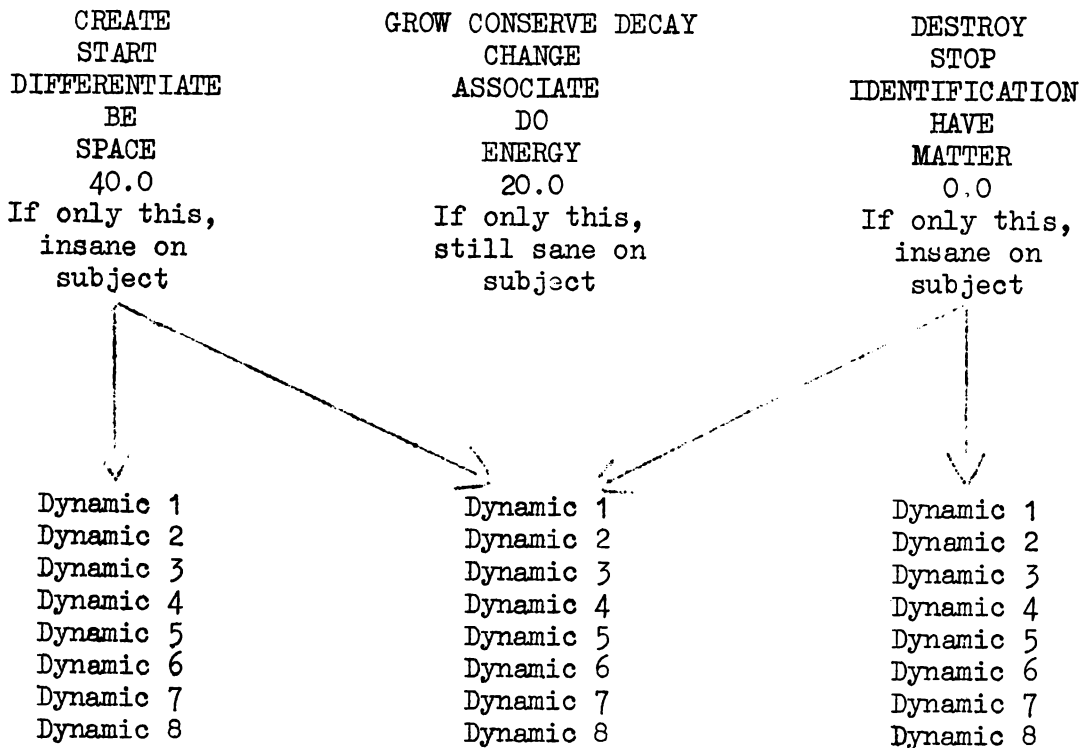 CREATE
START
DIFFERENTIATE
BE
SPACE
40.0
If only this,
insane on
subject
GROW CONSERVE DECAY
CHANGE
ASSOCIATE
DO
ENERGY
20.0
If only this,
still sane on
subject
DESTROY
STOP
IDENTIFICATION
HAVE
MATTER
0.0
If only this,
insane on
subject
Dynamic 1
Dynamic 2
Dynamic 3
Dynamic 4
Dynamic 5
Dynamic 6
Dynamic 7
Dynamic 8
Dynamic 1
Dynamic 2
Dynamic 3
Dynamic 4
Dynamic 5
Dynamic 6
Dynamic 7
Dynamic 8
Dynamic 1
Dynamic 2
Dynamic 3
Dynamic 4
Dynamic 5
Dynamic 6
Dynamic 7
Dynamic 8